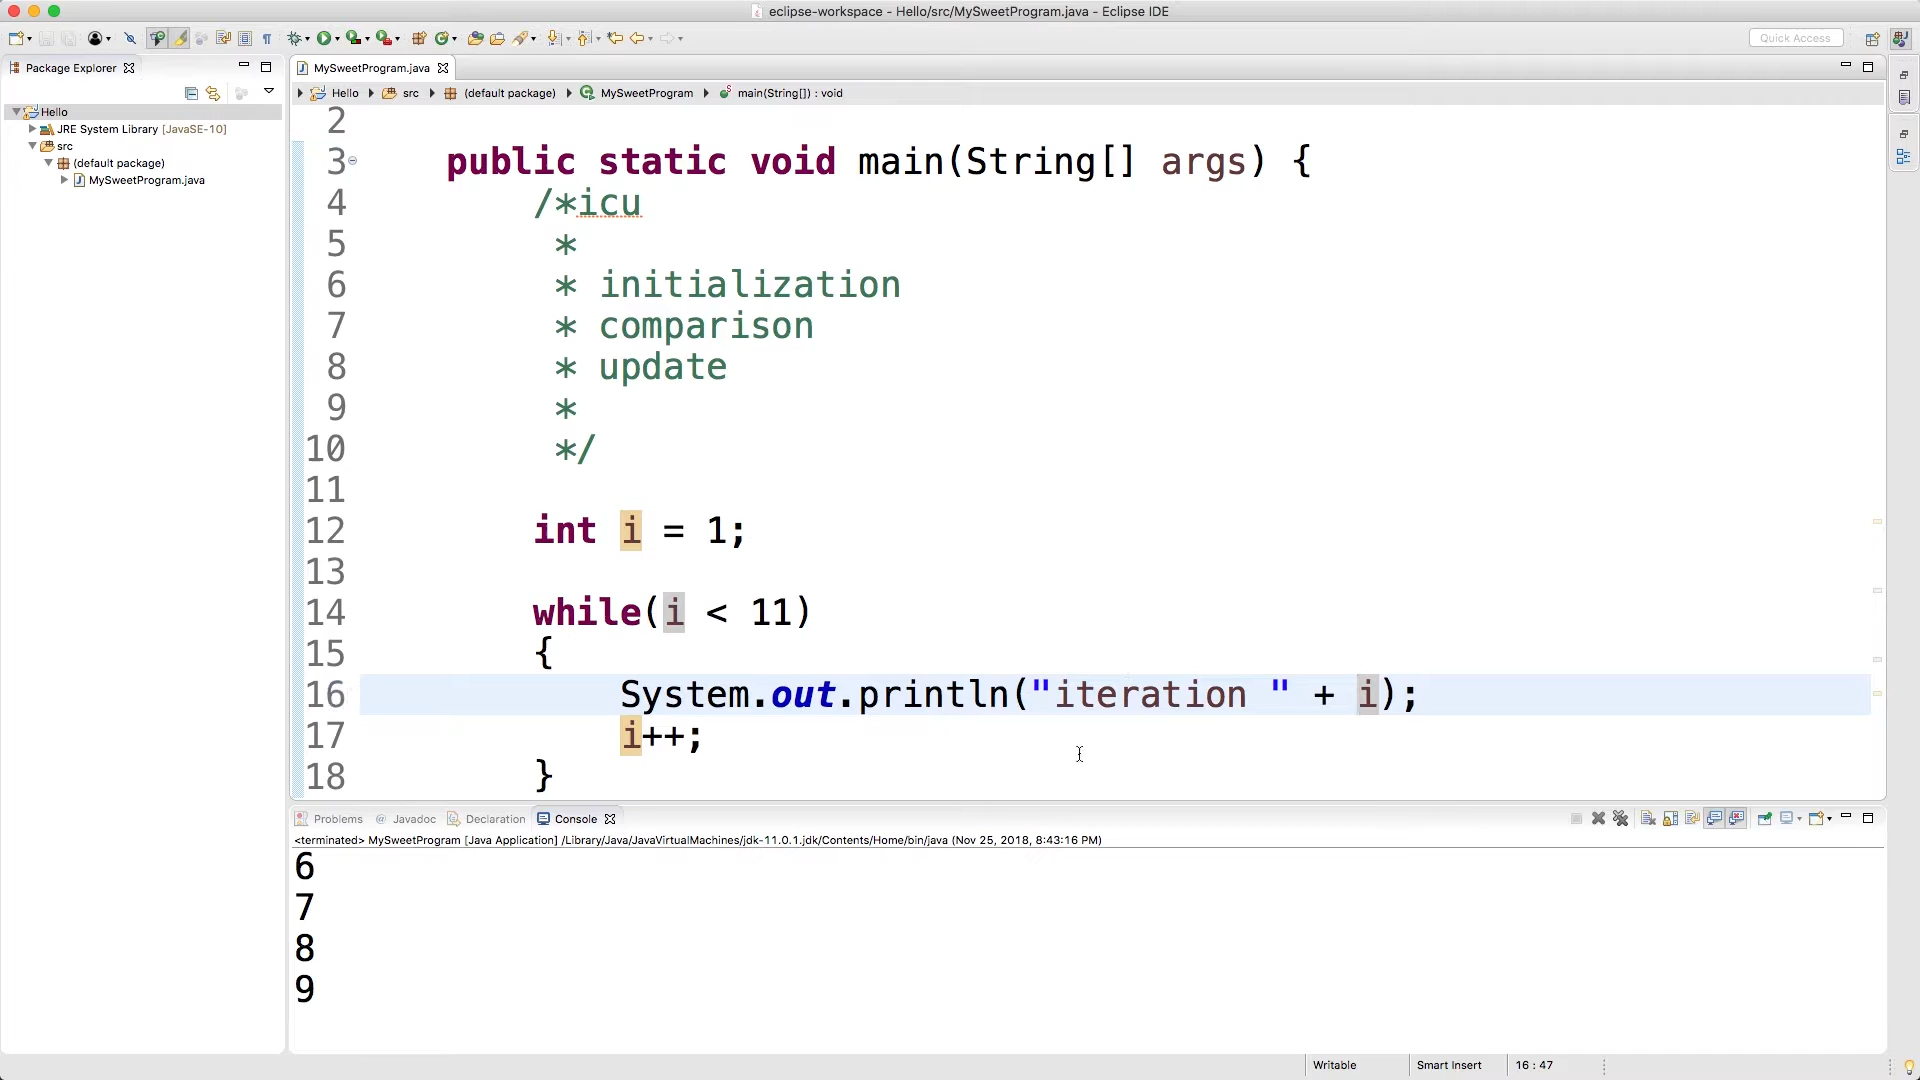 eclipse-workspace - Hello/src/MySweetProgram.java - Eclipse IDE
Quick Access
Package Explorer
MySweetProgram.java
Hello
src
(default package)
MySweetProgram
main(String[]) : void
Hello
JRE System Library [JavaSE-10]
src
(default package)
MySweetProgram.java
2
3 public static void main(String[] args) {
4 /*icu
5 *
6 * initialization
7 * comparison
8 * update
9 *
10 */
11
12 int i = 1;
13
14 while(i < 11)
15 {
16 System.out.println("iteration " + i);
17 i++;
18 }
Problems
@ Javadoc
Declaration
Console
<terminated> MySweetProgram [Java Application] /Library/Java/JavaVirtualMachines/jdk-11.0.1.jdk/Contents/Home/bin/java (Nov 25, 2018, 8:43:16 PM)
6
7
8
9
Writable
Smart Insert
16 : 47